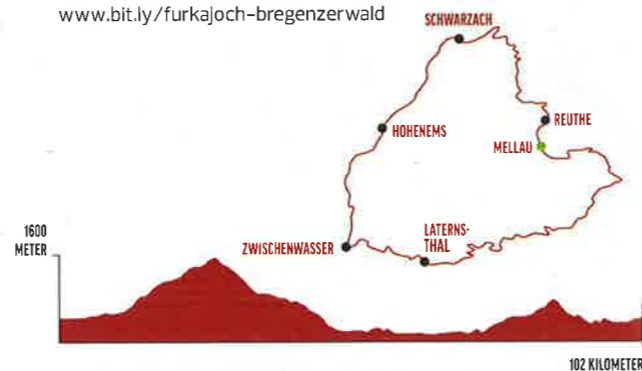 www.bit.ly/furkajoch-bregenzerwald
SCHWARZACH
REUTHE
HOHENEMS
MELLAU
LATERNS-
THAL
ZWISCHENWASSER
1600
METER
102 KILOMETER